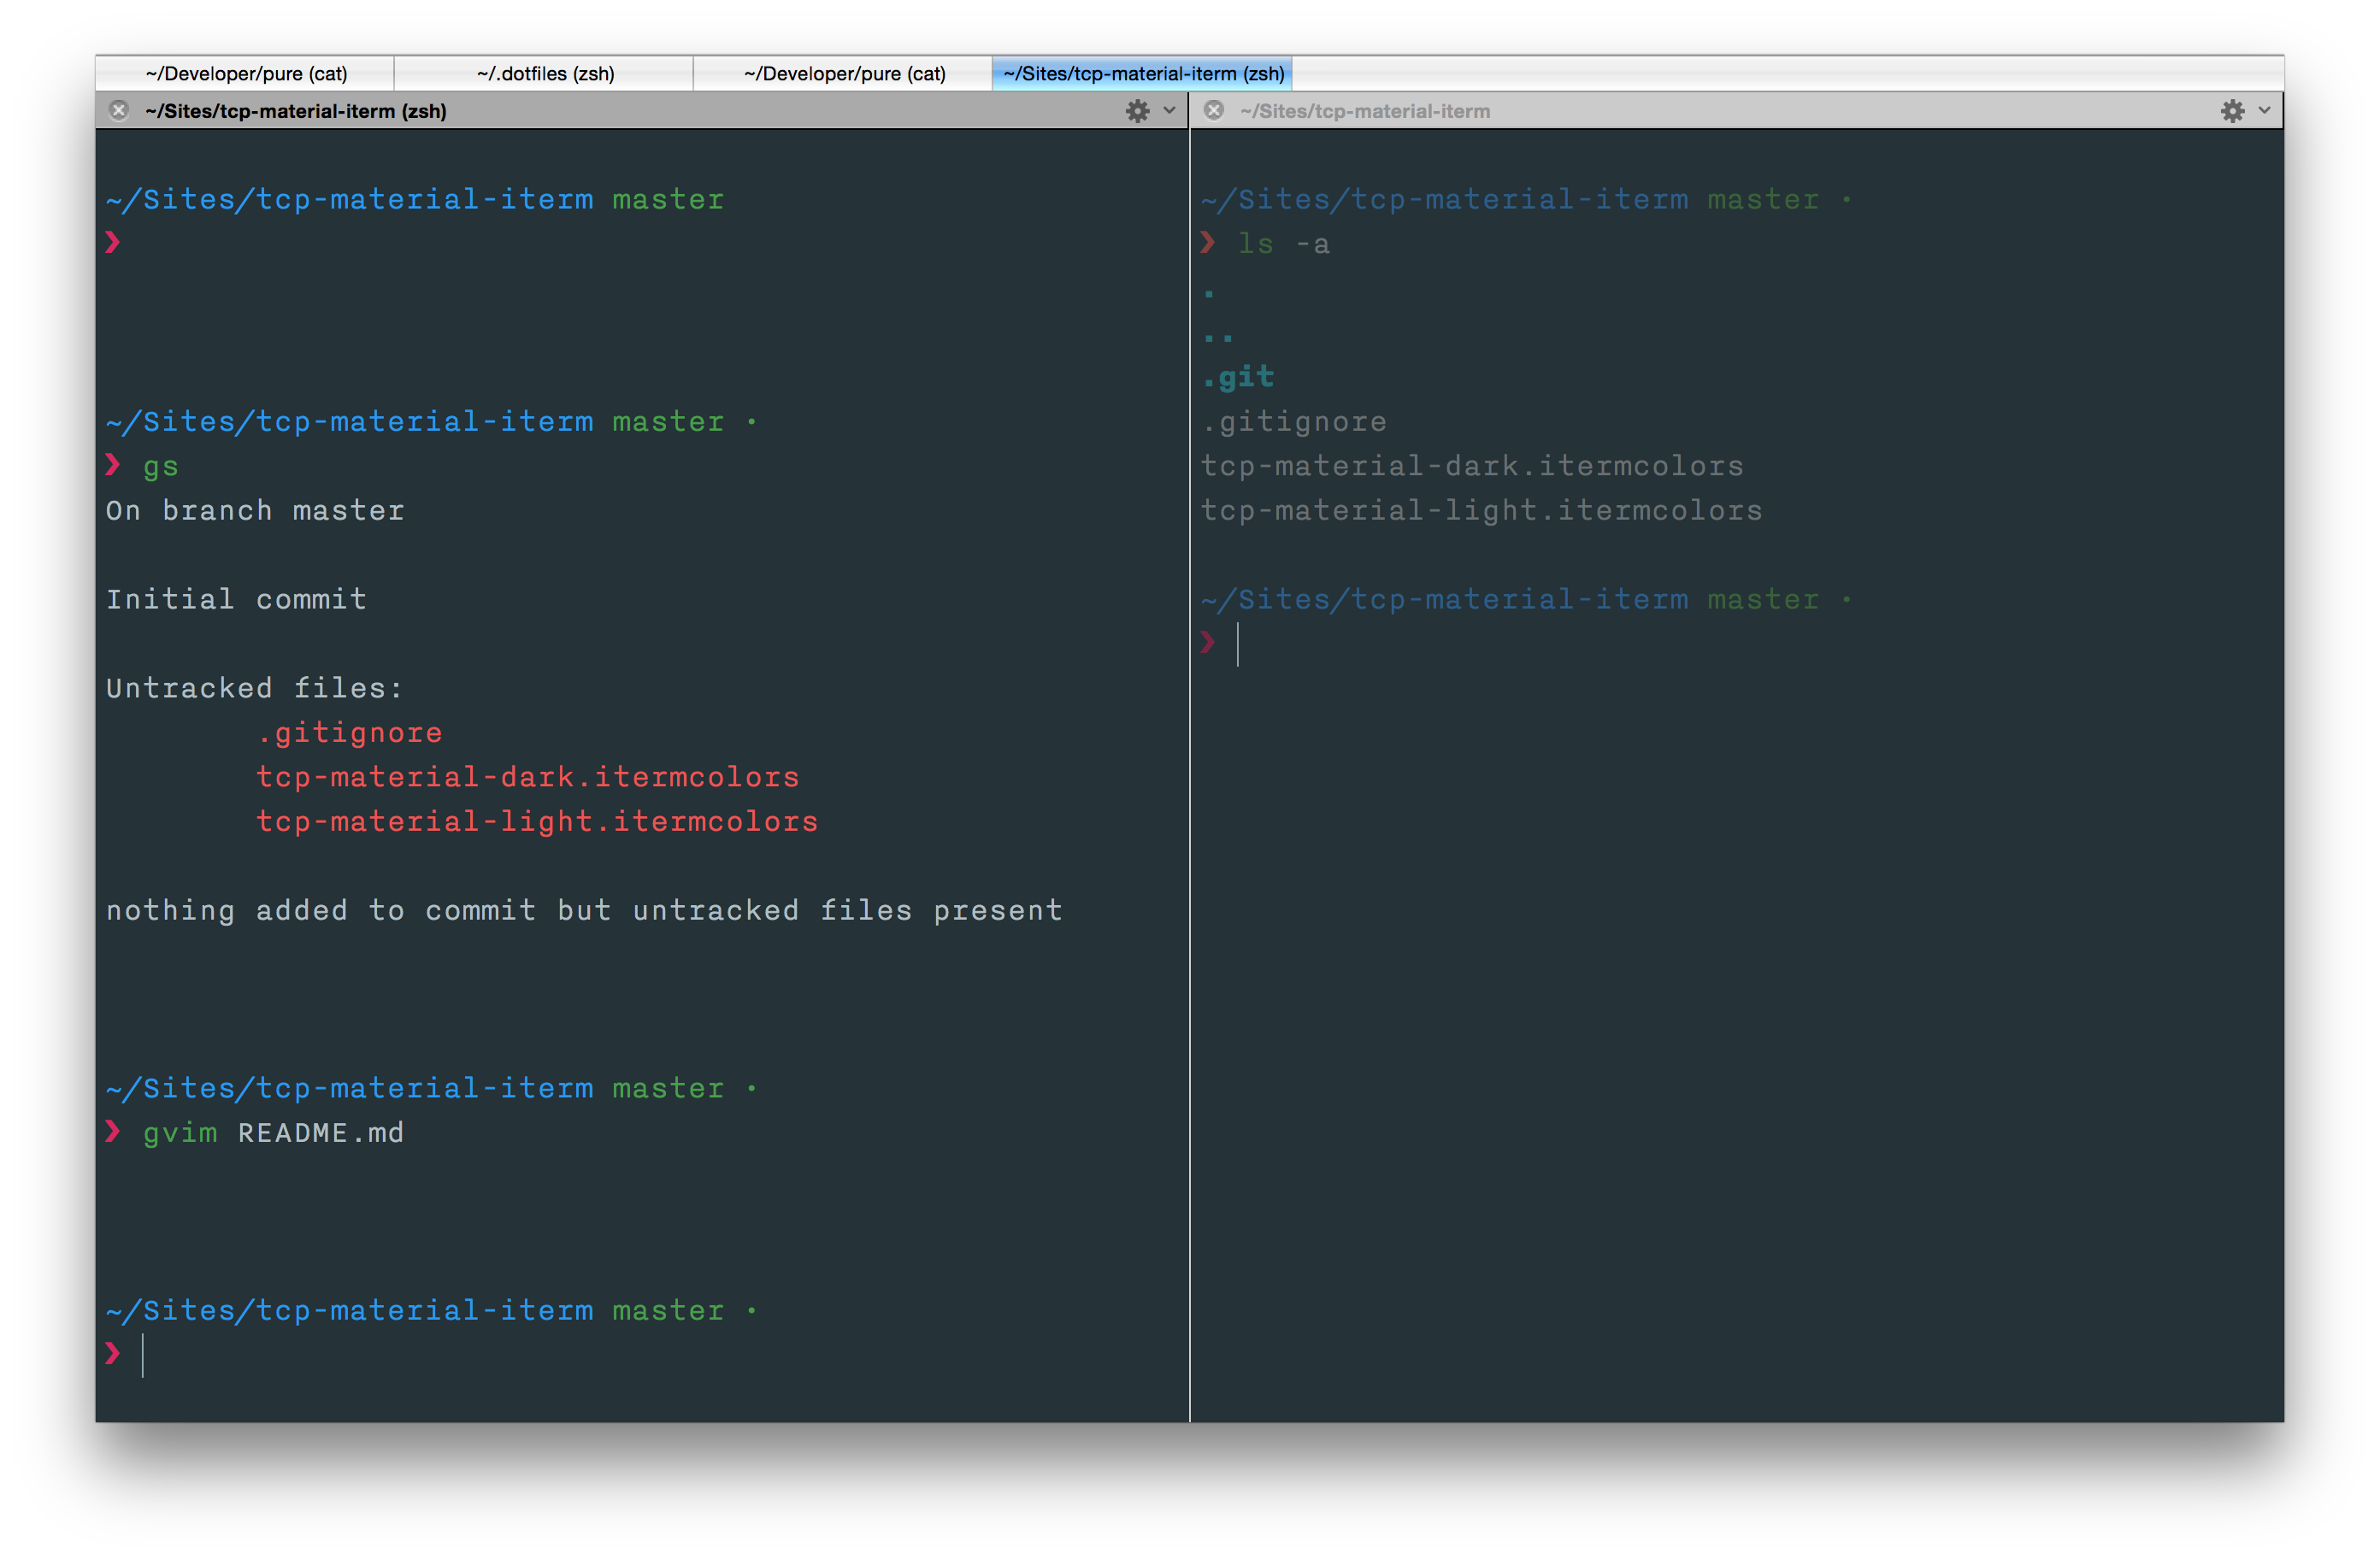 ~/Developer/pure (cat)
~/.dotfiles (zsh)
~/Developer/pure (cat)
~/Sites/tcp-material-iterm (zsh)
~/Sites/tcp-material-iterm (zsh)
~/Sites/tcp-material-iterm master
❯
~/Sites/tcp-material-iterm master ·
❯ gs
On branch master
Initial commit
Untracked files:
.gitignore
tcp-material-dark.itermcolors
tcp-material-light.itermcolors
nothing added to commit but untracked files present
~/Sites/tcp-material-iterm master ·
❯ gvim README.md
~/Sites/tcp-material-iterm master ·
❯
~/Sites/tcp-material-iterm
~/Sites/tcp-material-iterm master ·
❯ ls -a
.
..
.git
.gitignore
tcp-material-dark.itermcolors
tcp-material-light.itermcolors
~/Sites/tcp-material-iterm master ·
❯